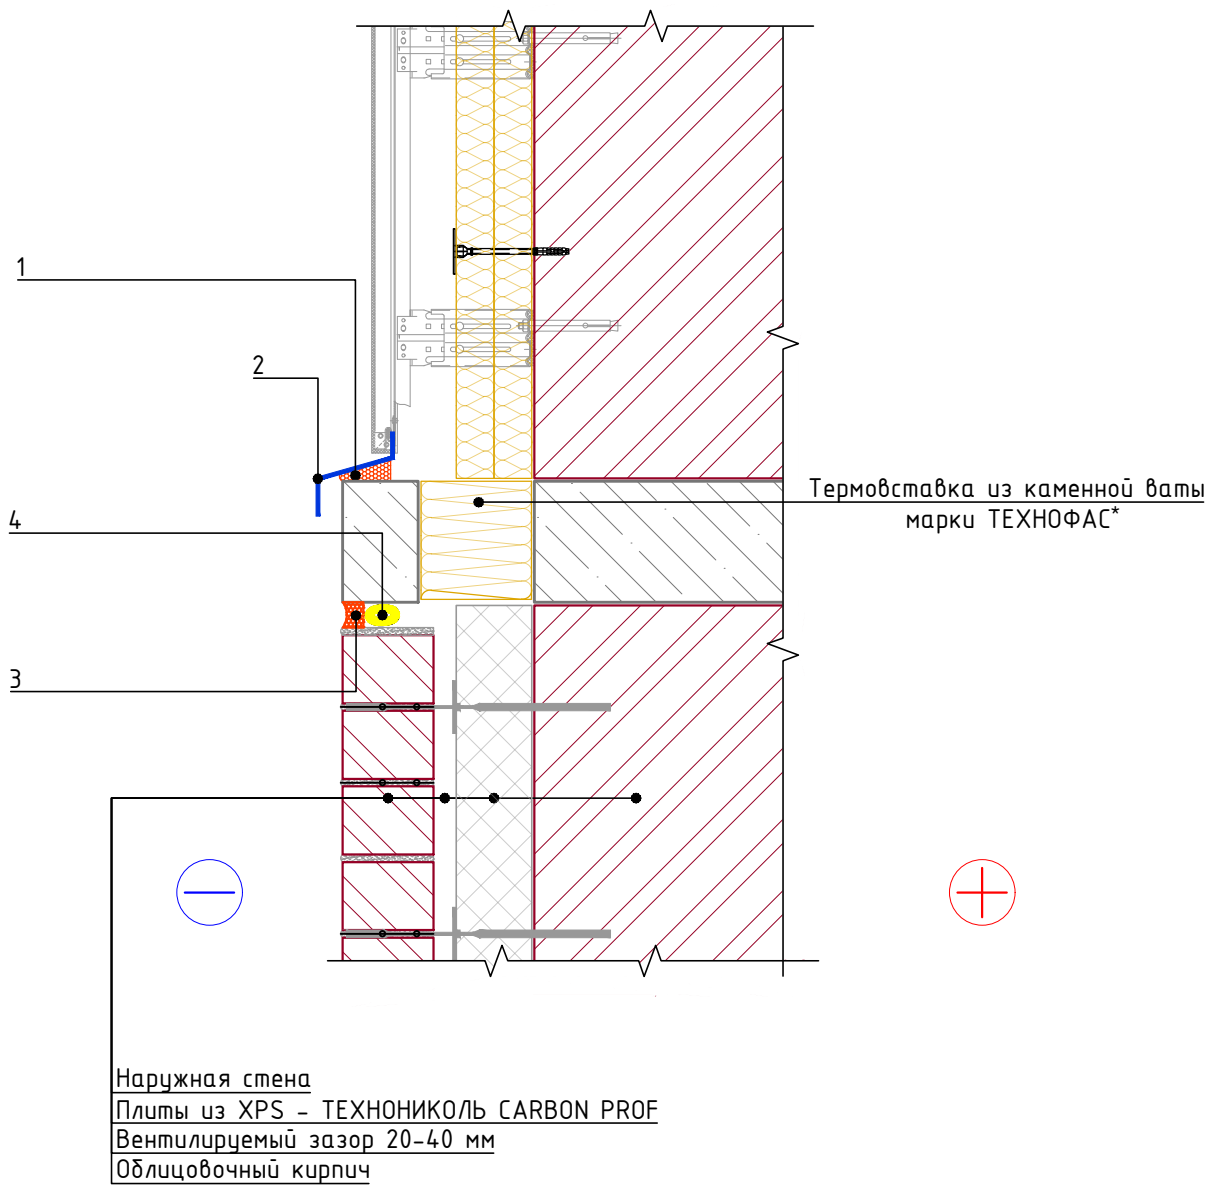 1
2
Термовставка из каменной ваты
марки ТЕХНОФАС*
4
3
Наружная стена
Плиты из XPS - ТЕХНОНИКОЛЬ CARBON PROF
Вентилируемый зазор 20-40 мм
Облицовочный кирпич